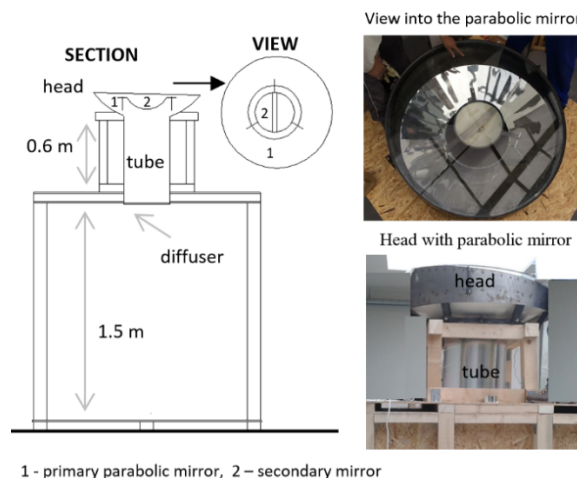 SECTION
VIEW
head
1
2
2
1
0.6 m
tube
diffuser
1.5 m
View into the parabolic mirror
Head with parabolic mirror
head
tube
1 - primary parabolic mirror, 2 – secondary mirror